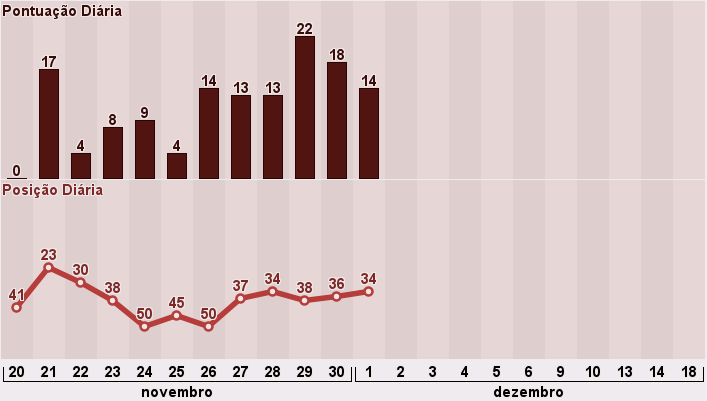 Pontuação Diária
0 17 4 8 9 4 14 13 13 22 18 14
Posição Diária
41 23 30 38 50 45 50 37 34 38 36 34
20 21 22 23 24 25 26 27 28 29 30 1 2 3 4 5 6 9 10 13 14 18
novembro dezembro